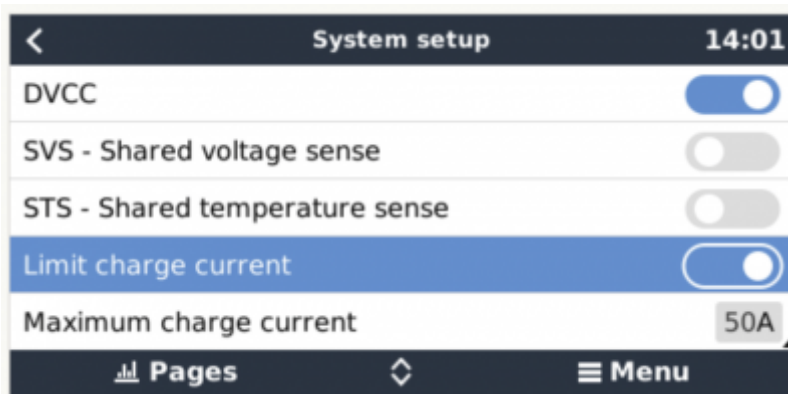 System setup 14:01
DVCC
SVS - Shared voltage sense
STS - Shared temperature sense
Limit charge current
Maximum charge current 50A
Pages Menu